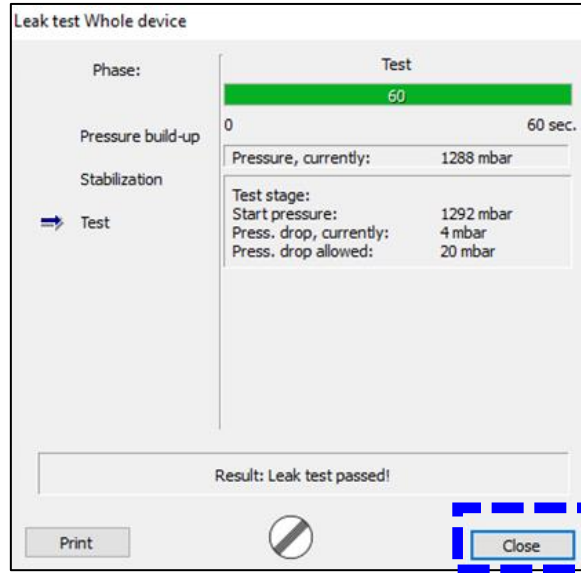 Leak test Whole device
Phase:
Pressure build-up
Stabilization
Test
Test
60
0 60 sec.
Pressure, currently: 1288 mbar
Test stage:
Start pressure: 1292 mbar
Press. drop, currently: 4 mbar
Press. drop allowed: 20 mbar
Result: Leak test passed!
Print
Close